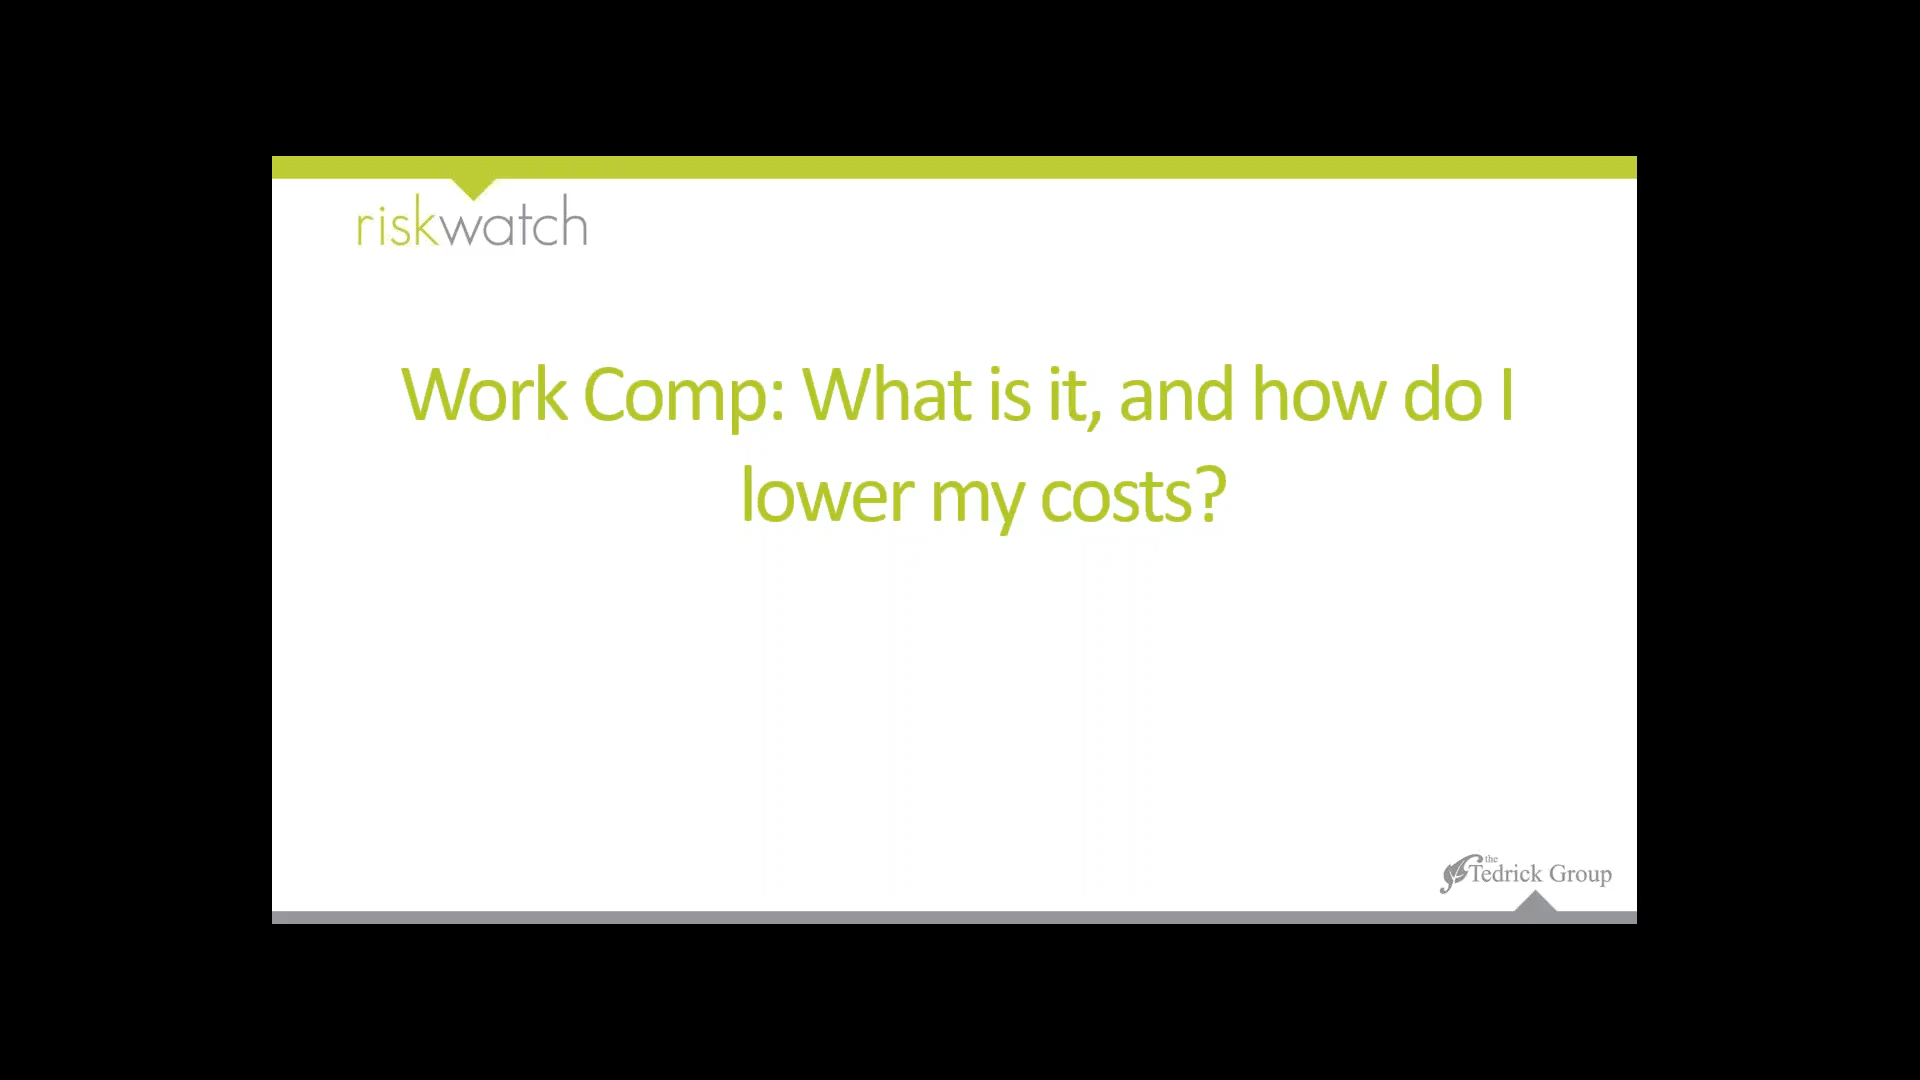 riskwatch
Work Comp: What is it, and how do I
lower my costs?
the
Tedrick Group